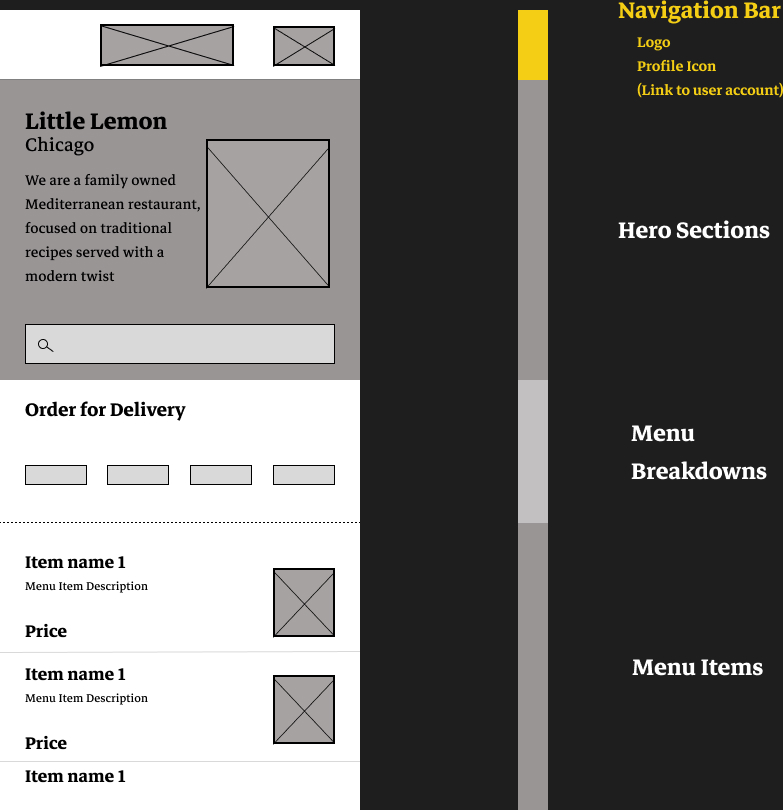 Little Lemon
Chicago
We are a family owned
Mediterranean restaurant,
focused on traditional
recipes served with a
modern twist
Order for Delivery
Item name 1
Menu Item Description
Price
Item name 1
Menu Item Description
Price
Item name 1
Navigation Bar
Logo
Profile Icon
(Link to user account)
Hero Sections
Menu
Breakdowns
Menu Items